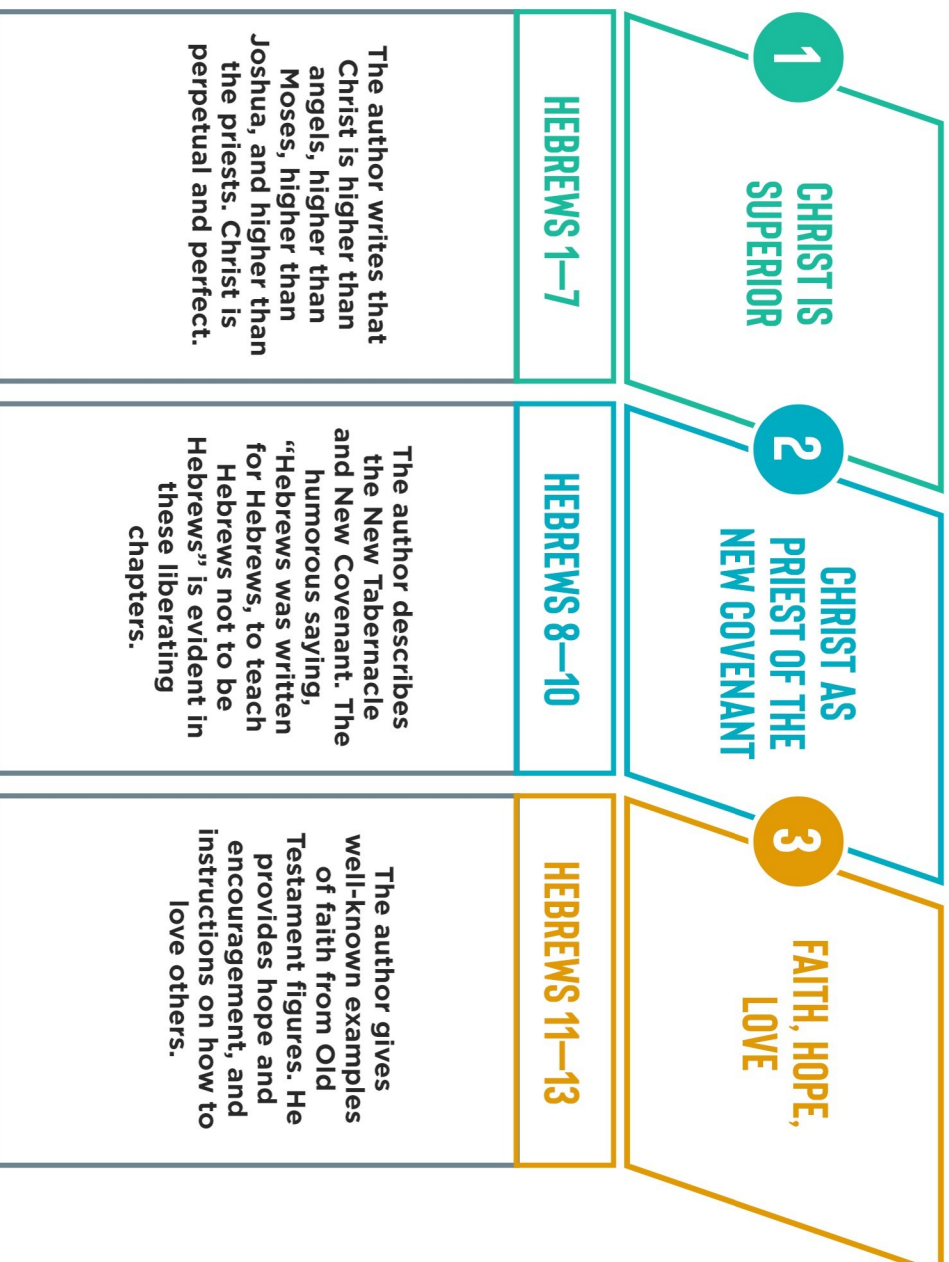 1
CHRIST IS
SUPERIOR
HEBREWS 1—7
The author writes that
Christ is higher than
angels, higher than
Moses, higher than
Joshua, and higher than
the priests. Christ is
perpetual and perfect.
2
CHRIST AS
PRIEST OF THE
NEW COVENANT
HEBREWS 8—10
The author describes
the New Tabernacle
and New Covenant. The
humorous saying,
“Hebrews was written
for Hebrews, to teach
Hebrews not to be
Hebrews” is evident in
these liberating
chapters.
3
FAITH, HOPE,
LOVE
HEBREWS 11—13
The author gives
well-known examples
of faith from Old
Testament figures. He
provides hope and
encouragement, and
instructions on how to
love others.